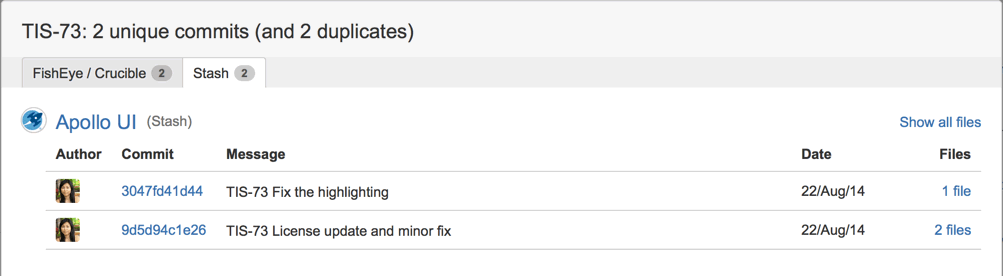 TIS-73: 2 unique commits (and 2 duplicates)
FishEye / Crucible 2 Stash 2
Apollo UI (Stash) Show all files
Author Commit Message Date Files
3047fd41d44 TIS-73 Fix the highlighting 22/Aug/14 1 file
9d5d94c1e26 TIS-73 License update and minor fix 22/Aug/14 2 files